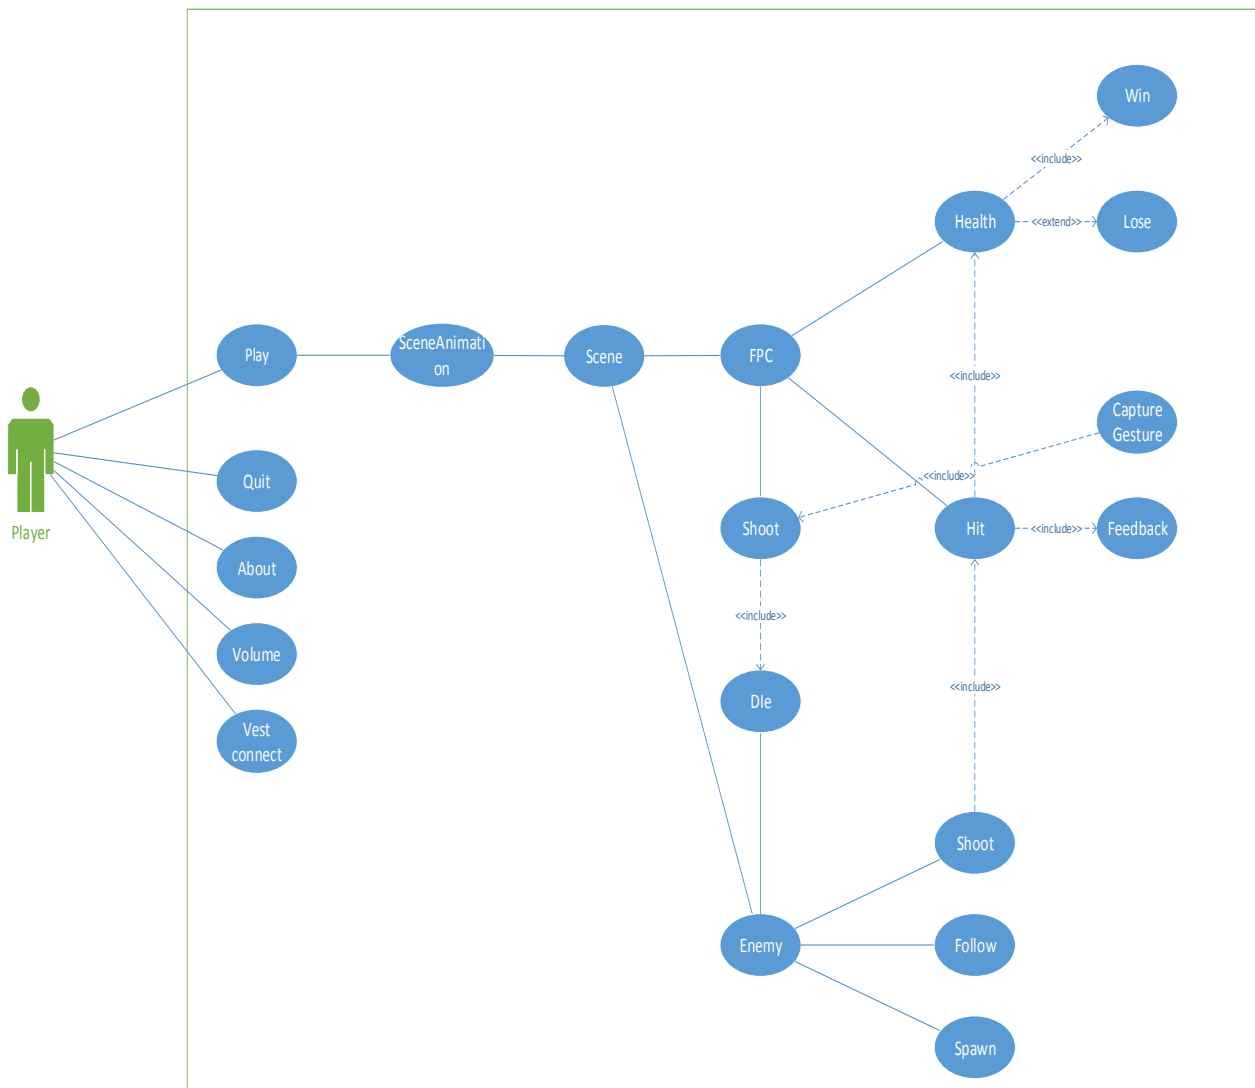 Win
<<include>>
Health
<<extend>>
Lose
Play
SceneAnimati
on
Scene
FPC
<<include>>
Capture
Gesture
Quit
<<include>>
Player
Shoot
Hit
<<include>>
Feedback
About
<<include>>
Volume
<<include>>
DIe
Vest
connect
Shoot
Enemy
Follow
Spawn